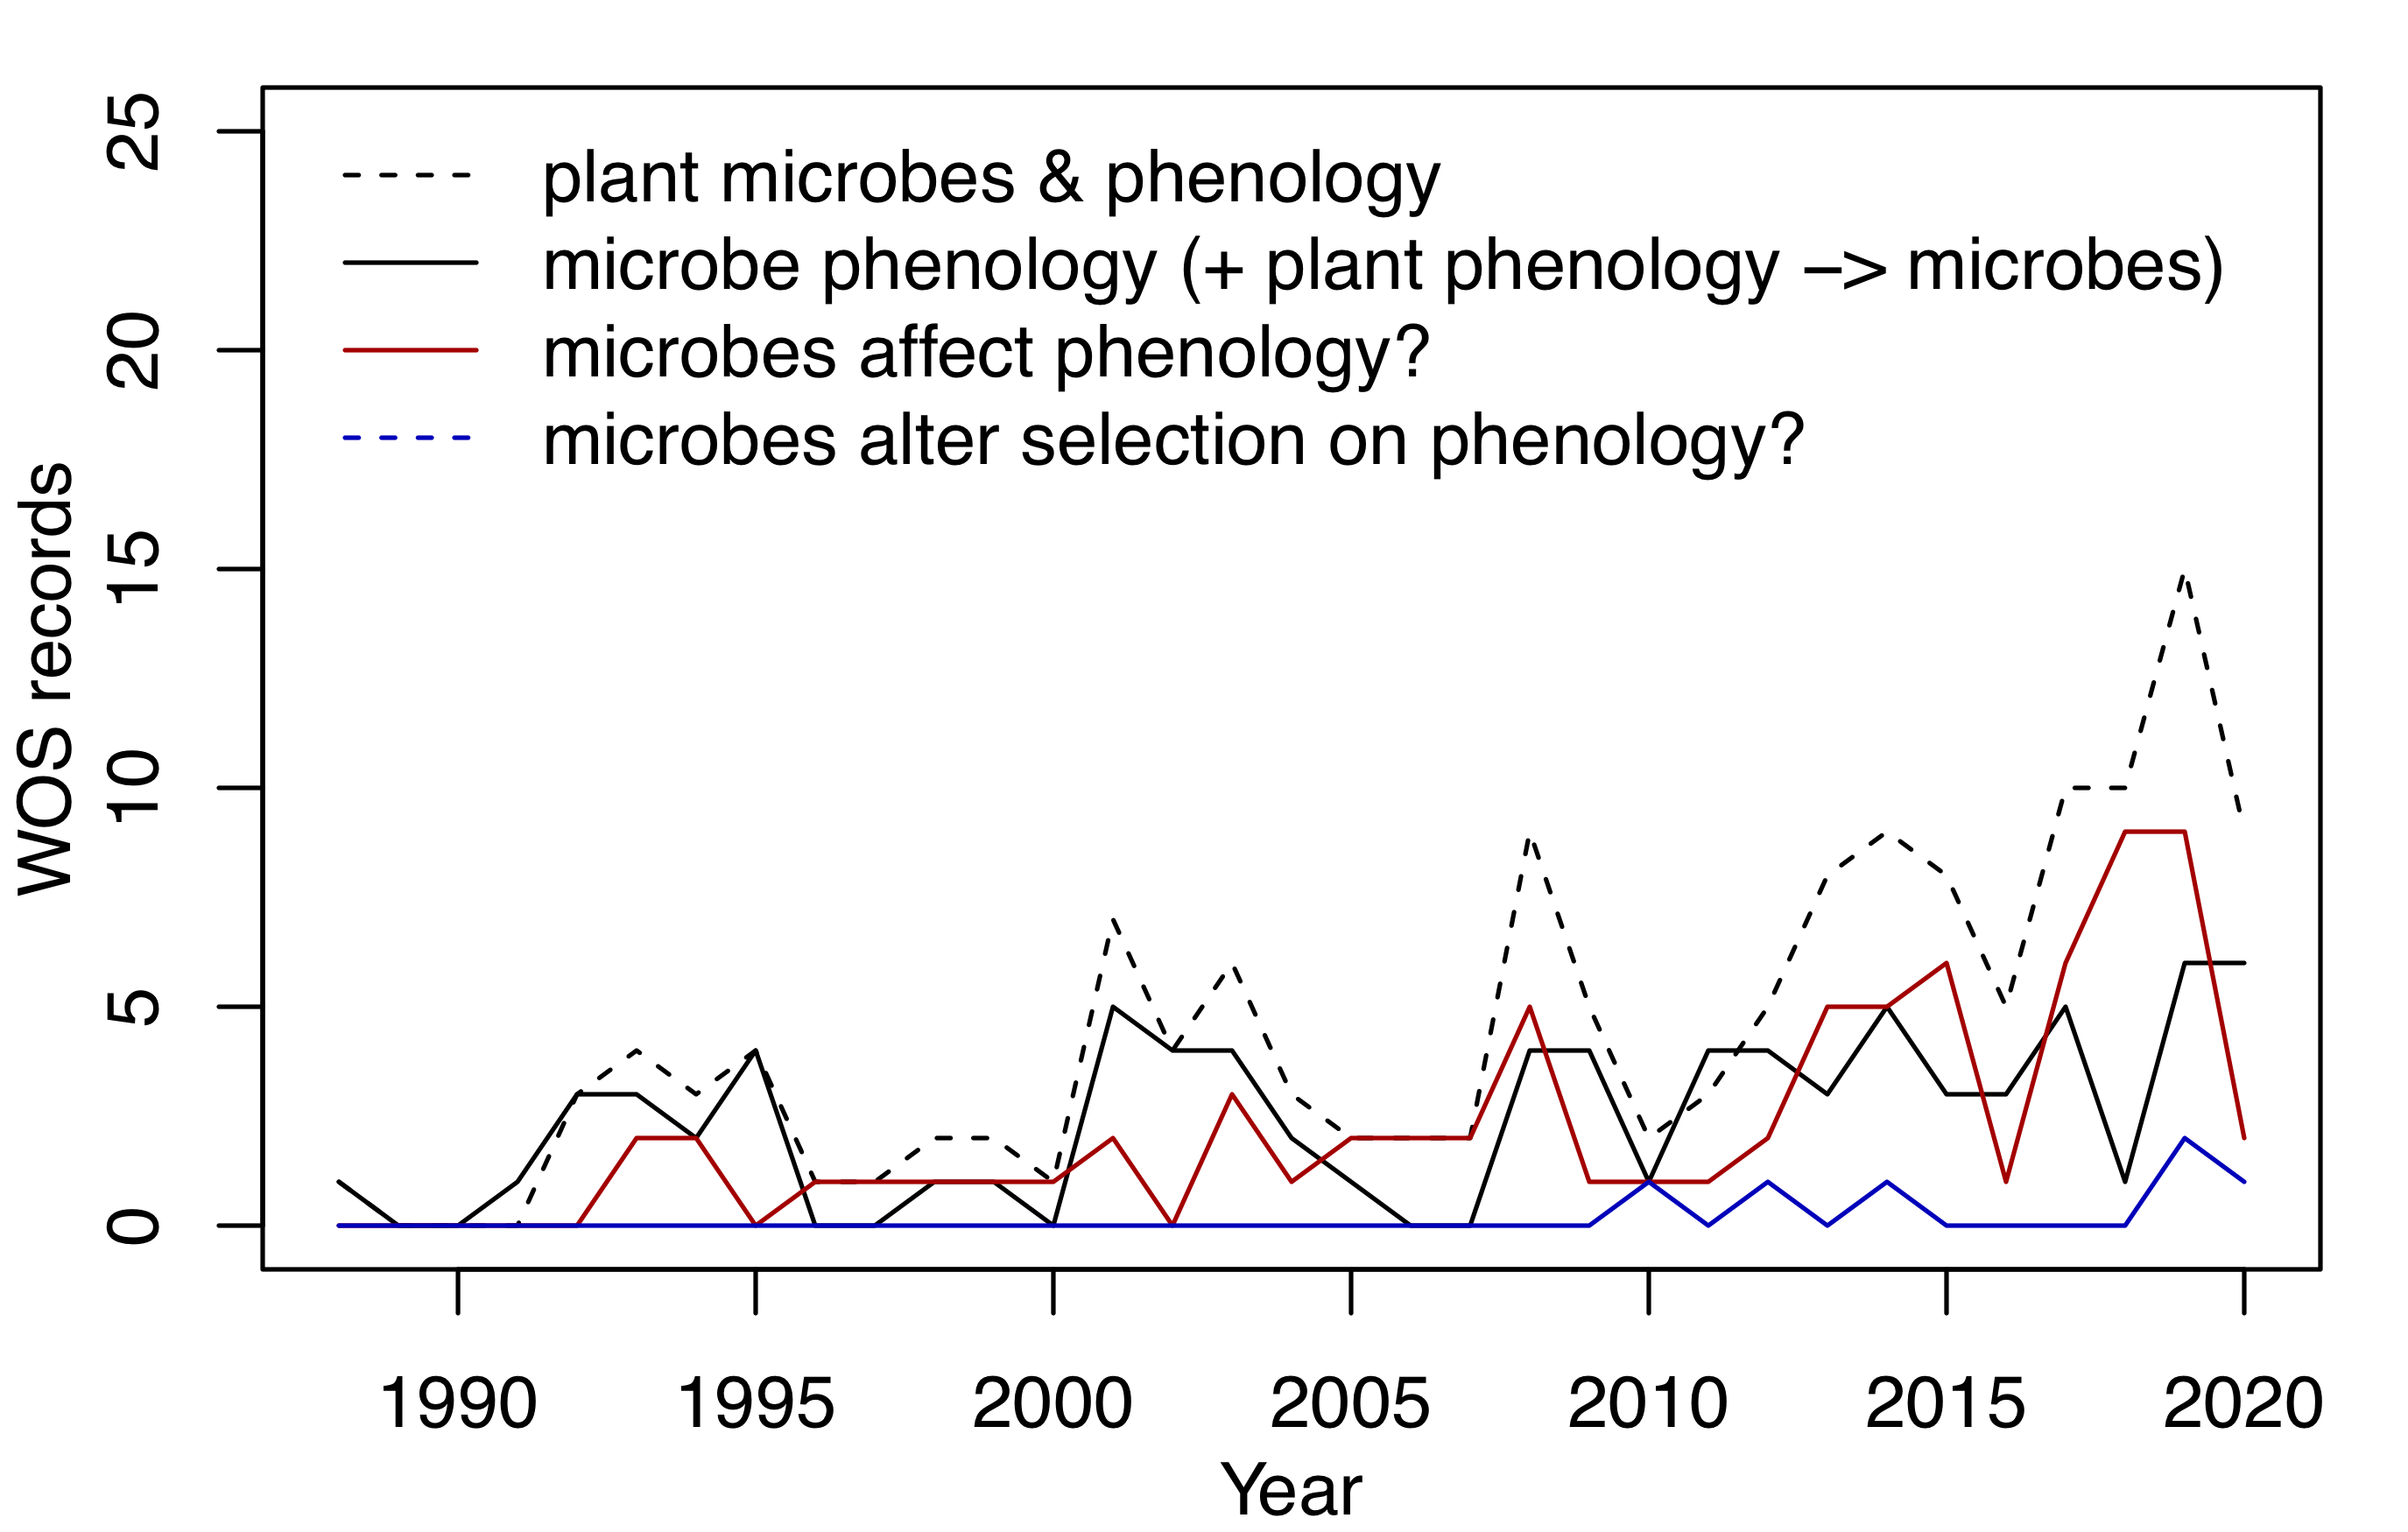 plant microbes & phenology
microbe phenology (+ plant phenology −> microbes)
microbes affect phenology?
microbes alter selection on phenology?
WOS records
25
20
15
10
5
0
1990 1995 2000 2005 2010 2015 2020
Year